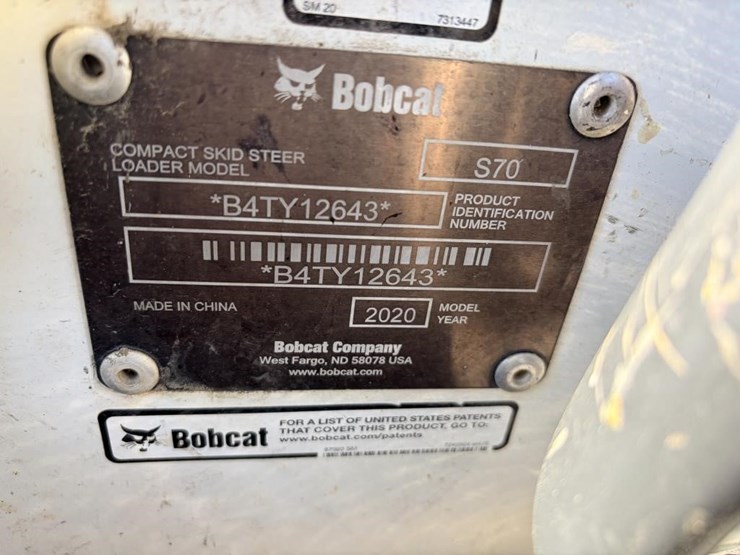 SM 20
7313447
Bobcat
COMPACT SKID STEER
LOADER MODEL
S70
*B4TY12643*
PRODUCT
IDENTIFICATION
NUMBER
*B4TY12643*
MADE IN CHINA
2020
MODEL
YEAR
Bobcat Company
West Fargo, ND 58078 USA
www.bobcat.com
Bobcat
FOR A LIST OF UNITED STATES PATENTS
THAT COVER THIS PRODUCT, GO TO:
www.bobcat.com/patents